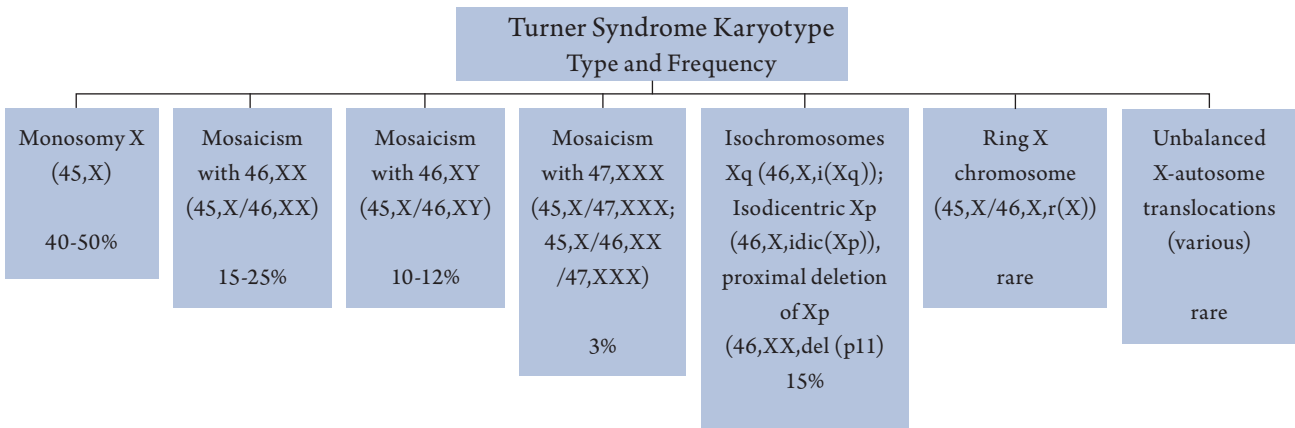 Turner Syndrome Karyotype
Type and Frequency
Monosomy X
(45,X)
40-50%
Mosaicism
with 46,XX
(45,X/46,XX)
15-25%
Mosaicism
with 46,XY
(45,X/46,XY)
10-12%
Mosaicism
with 47,XXX
(45,X/47,XXX;
45,X/46,XX
/47,XXX)
3%
Isochromosomes
Xq (46,X,i(Xq));
Isodicentric Xp
(46,X,idic(Xp)),
proximal deletion
of Xp
(46,XX,del (p11)
15%
Ring X
chromosome
(45,X/46,X,r(X))
rare
Unbalanced
X-autosome
translocations
(various)
rare